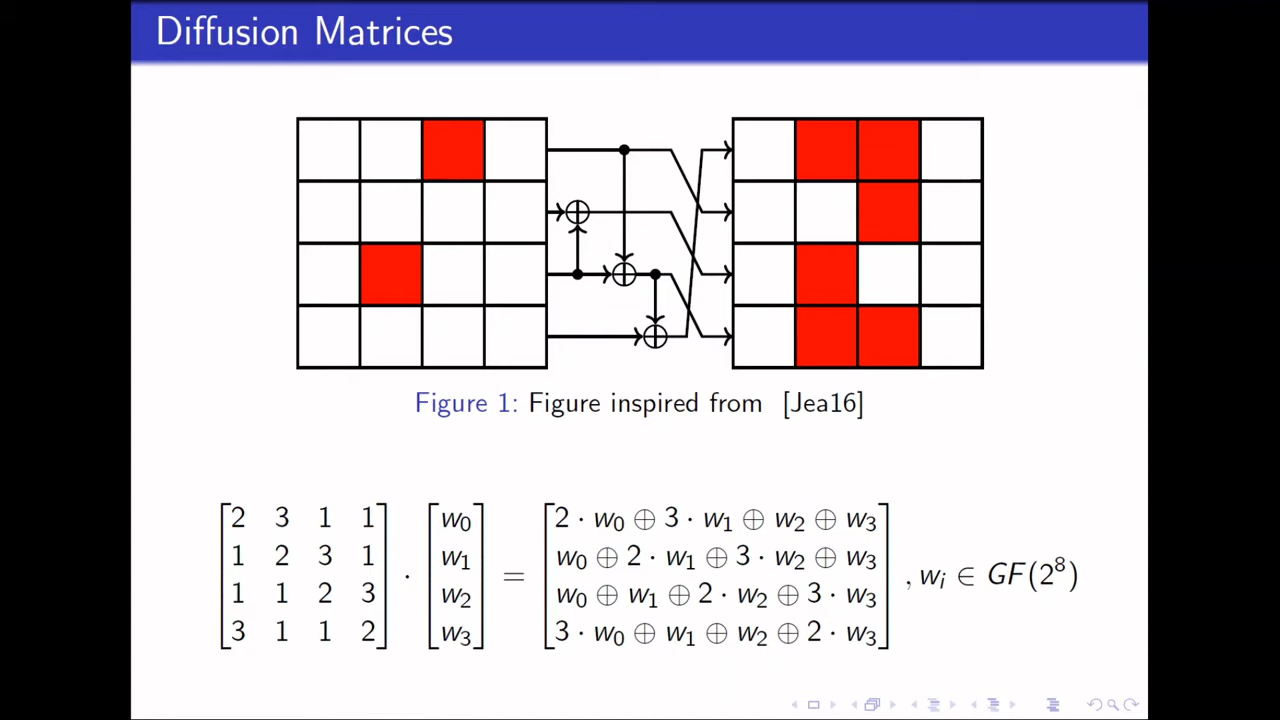 Diffusion Matrices
Figure 1: Figure inspired from [Jea16]
[2 3 1 1; 1 2 3 1; 1 1 2 3; 3 1 1 2] · [w₀; w₁; w₂; w₃] = [2 · w₀ ⊕ 3 · w₁ ⊕ w₂ ⊕ w₃; w₀ ⊕ 2 · w₁ ⊕ 3 · w₂ ⊕ w₃; w₀ ⊕ w₁ ⊕ 2 · w₂ ⊕ 3 · w₃; 3 · w₀ ⊕ w₁ ⊕ w₂ ⊕ 2 · w₃], wᵢ ∈ GF(2⁸)